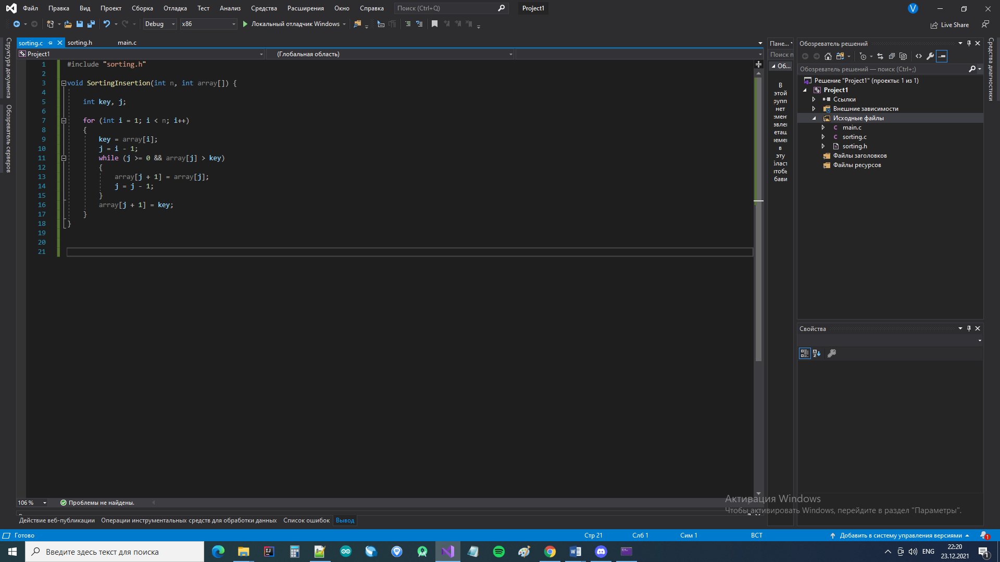 Файл Правка Вид Проект Сборка Отладка Тест Анализ Средства Расширения Окно Справка Поиск (Ctrl+Q) Project1 V
Debug x86 Локальный отладчик Windows Live Share
Структура документа
Обозреватель серверов
sorting.c sorting.h main.c
Project1 (Глобальная область)
1 #include "sorting.h"
2
3 void SortingInsertion(int n, int array[]) {
4
5 int key, j;
6
7 for (int i = 1; i < n; i++)
8 {
9 key = array[i];
10 j = i - 1;
11 while (j >= 0 && array[j] > key)
12 {
13 array[j + 1] = array[j];
14 j = j - 1;
15 }
16 array[j + 1] = key;
17 }
18 }
19
20
21
106 % Проблемы не найдены.
Действие веб-публикации Операции инструментальных средств для обработки данных Список ошибок Вывод
Пане...
Поиск п
Об...
В
этой
рупп
нет
емен
авле
еташ
леме
в
эту
бласт
чтобы
бави
Обозреватель решений
Обозреватель решений — поиск (Ctrl+;)
Решение "Project1" (проекты: 1 из 1)
Project1
Ссылки
Внешние зависимости
Исходные файлы
main.c
sorting.c
sorting.h
Файлы заголовков
Файлы ресурсов
Средства диагностики
Свойства
Активация Windows
Чтобы активировать Windows, перейдите в раздел "Параметры".
Готово Стр 21 Слб 1 Сим 1 ВСТ Добавить в систему управления версиями 1
Введите здесь текст для поиска ENG 22:20
23.12.2021 1